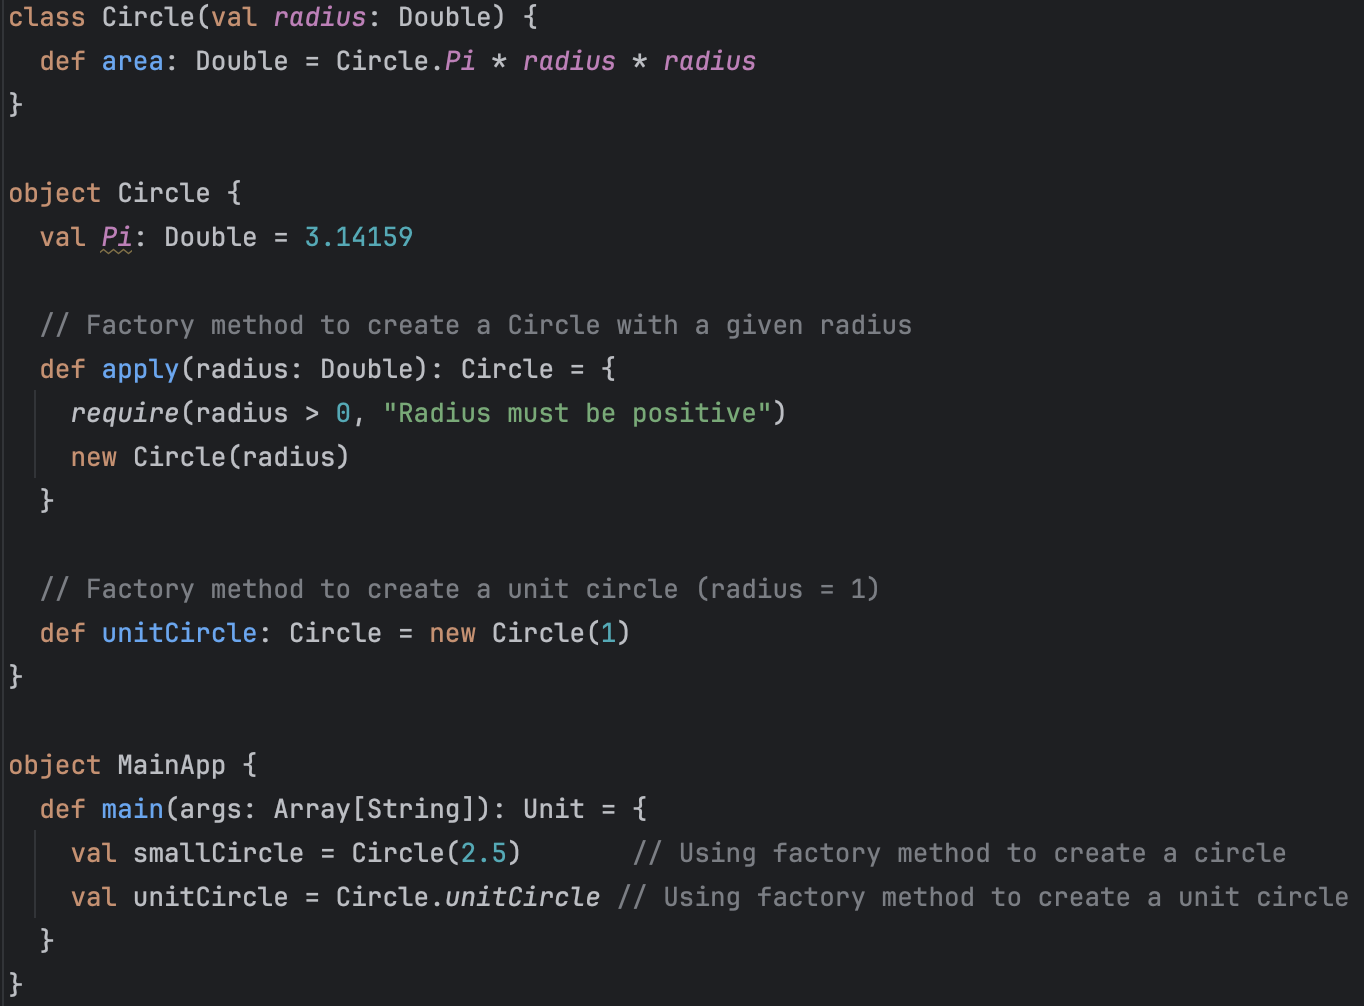 class Circle(val radius: Double) {
  def area: Double = Circle.Pi * radius * radius
}

object Circle {
  val Pi: Double = 3.14159

  // Factory method to create a Circle with a given radius
  def apply(radius: Double): Circle = {
    require(radius > 0, "Radius must be positive")
    new Circle(radius)
  }

  // Factory method to create a unit circle (radius = 1)
  def unitCircle: Circle = new Circle(1)
}

object MainApp {
  def main(args: Array[String]): Unit = {
    val smallCircle = Circle(2.5)       // Using factory method to create a circle
    val unitCircle = Circle.unitCircle // Using factory method to create a unit circle
  }
}